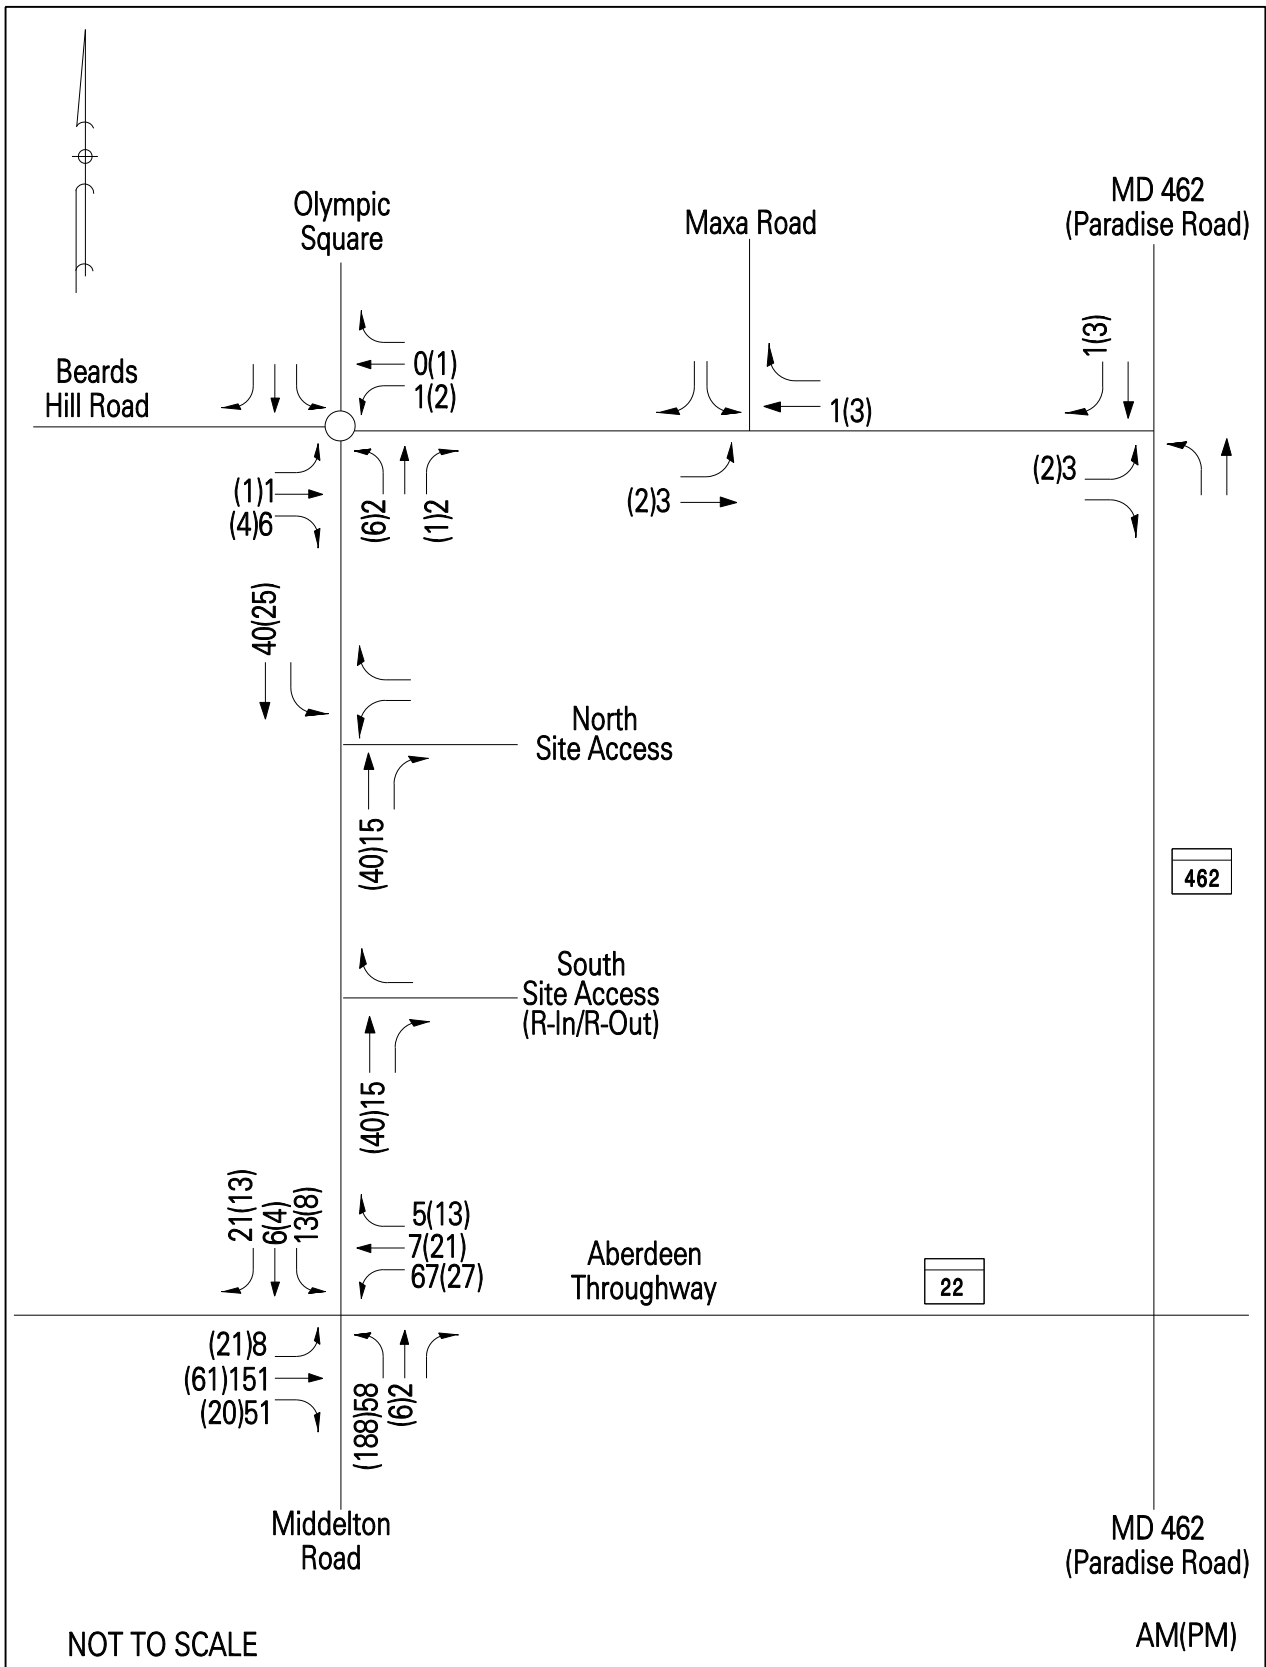 MD 462
(Paradise Road)
Olympic
Square
Maxa Road
1(3)
Beards
Hill Road
0(1)
1(2)
1(3)
(1)1
(4)6
(6)2
(1)2
(2)3
(2)3
40(25)
North
Site Access
(40)15
462
South
Site Access
(R-In/R-Out)
(40)15
21(13)
6(4)
13(8)
5(13)
7(21)
67(27)
Aberdeen
Throughway
22
(21)8
(61)151
(20)51
(188)58
(6)2
Middelton
Road
MD 462
(Paradise Road)
NOT TO SCALE
AM(PM)